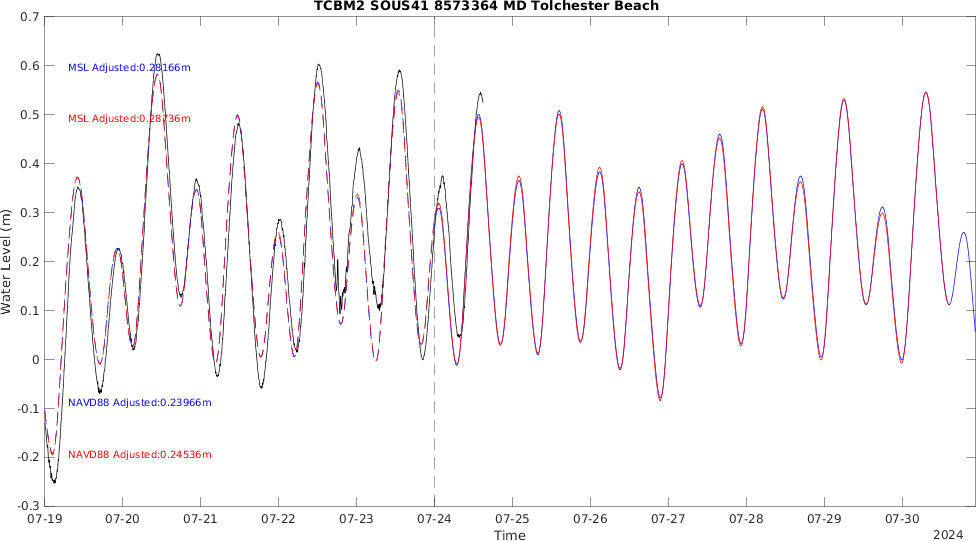 TCBM2 SOUS41 8573364 MD Tolchester Beach
0.7
0.6
0.5
0.4
0.3
0.2
0.1
0
-0.1
-0.2
-0.3
Water Level (m)
MSL Adjusted:0.28166m
MSL Adjusted:0.28736m
NAVD88 Adjusted:0.23966m
NAVD88 Adjusted:0.24536m
07-19 07-20 07-21 07-22 07-23 07-24 07-25 07-26 07-27 07-28 07-29 07-30
Time
2024